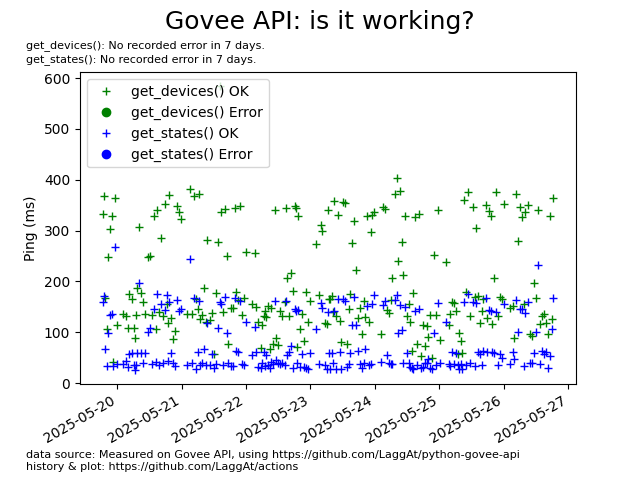 Govee API: is it working?
get_devices(): No recorded error in 7 days.
get_states(): No recorded error in 7 days.
600
500
400
300
200
100
0
Ping (ms)
get_devices() OK
get_devices() Error
get_states() OK
get_states() Error
2025-05-20
2025-05-21
2025-05-22
2025-05-23
2025-05-24
2025-05-25
2025-05-26
2025-05-27
data source: Measured on Govee API, using https://github.com/LaggAt/python-govee-api
history & plot: https://github.com/LaggAt/actions